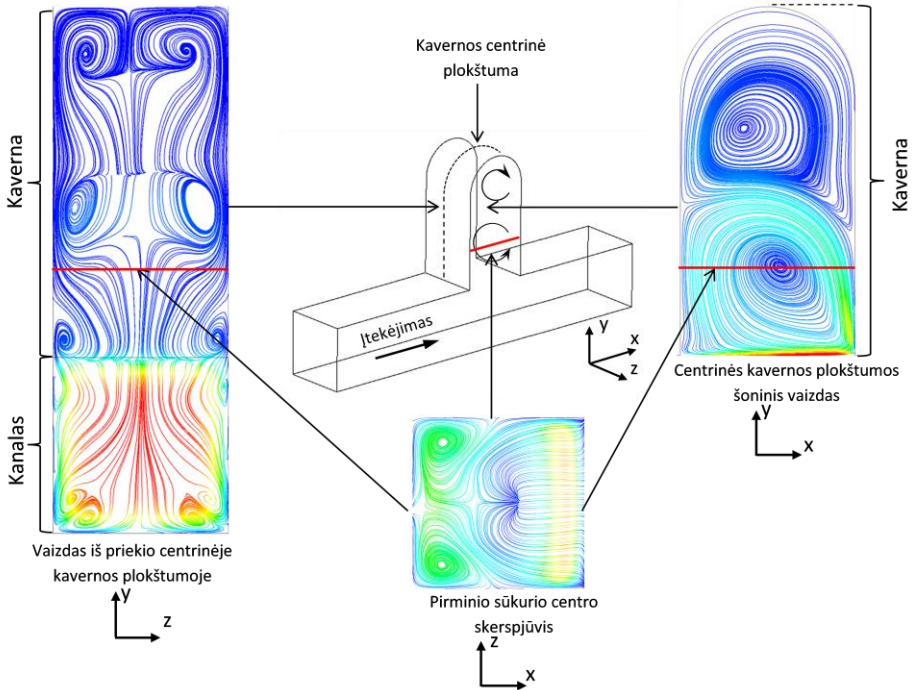 Kaverna
Kanalas
Vaizdas iš priekio centrinėje
kavernos plokštumoje
y
z
Kavernos centrinė
plokštuma
Įtekėjimas
y
x
z
Pirminio sūkurio centro
skerspjūvis
z
x
Kaverna
Centrinės kavernos plokštumos
šoninis vaizdas
y
x